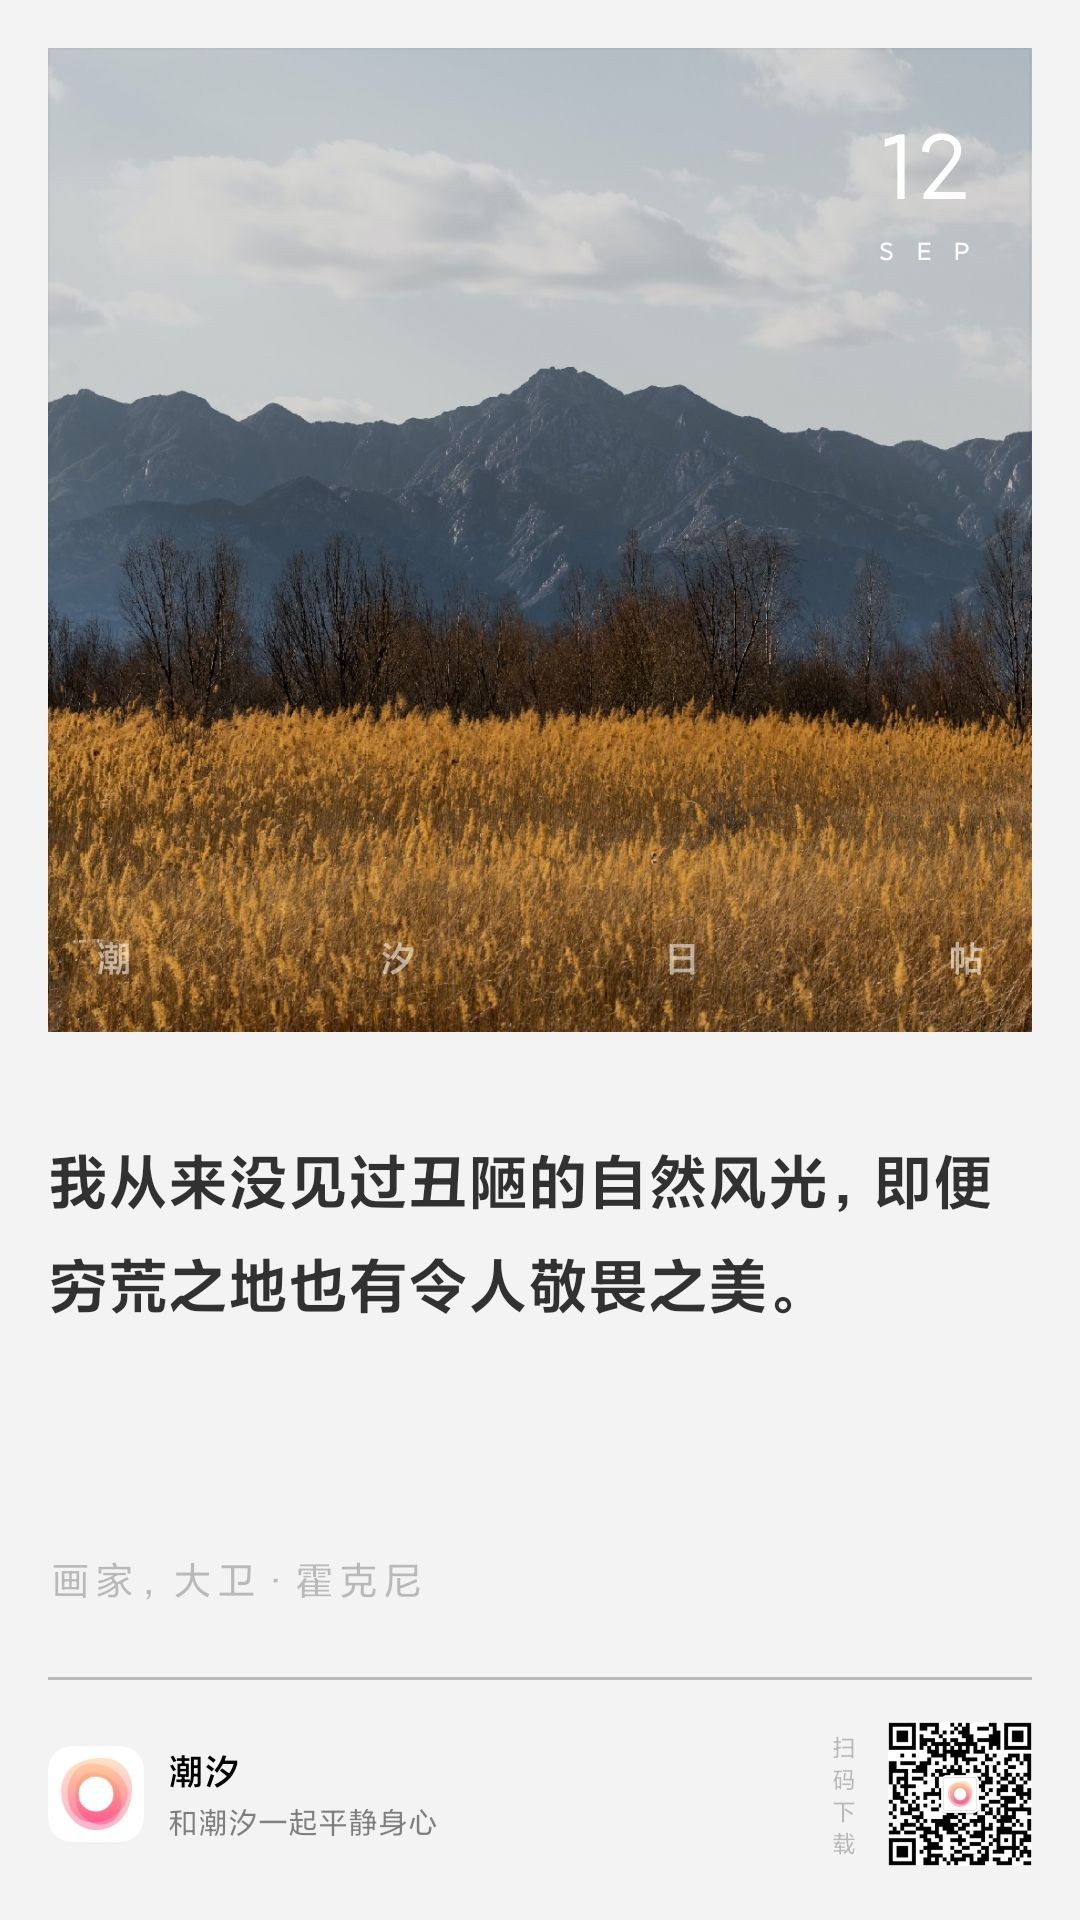 12
SEP
潮汐日帖
我从来没见过丑陋的自然风光，即便
穷荒之地也有令人敬畏之美。
画家，大卫·霍克尼
潮汐
和潮汐一起平静身心
扫码下载